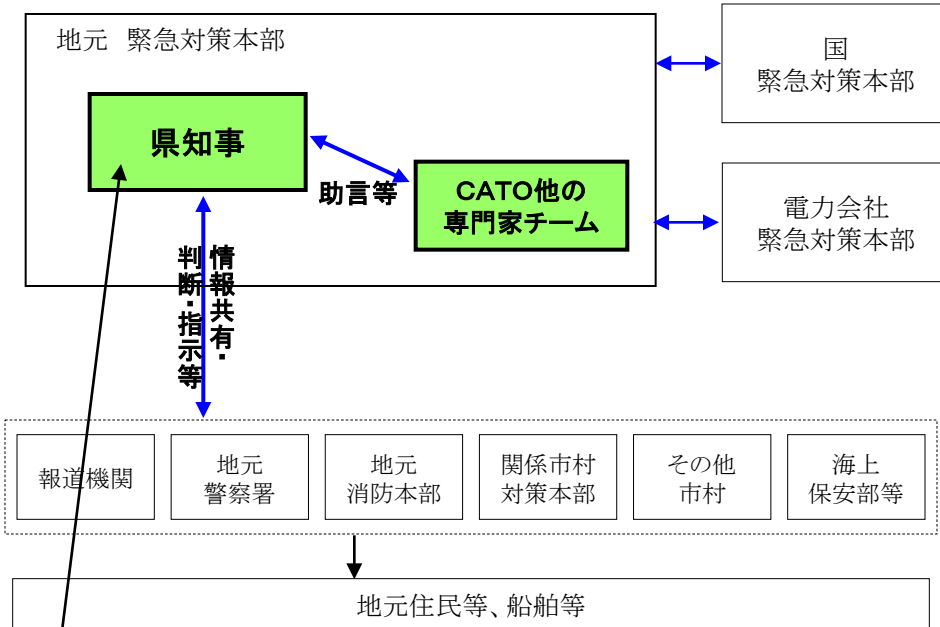 地元 緊急対策本部
国
緊急対策本部
県知事
助言等
CATO他の
専門家チーム
電力会社
緊急対策本部
情報共有・
判断・指示等
報道機関
地元
警察署
地元
消防本部
関係市村
対策本部
その他
市村
海上
保安部等
地元住民等、船舶等